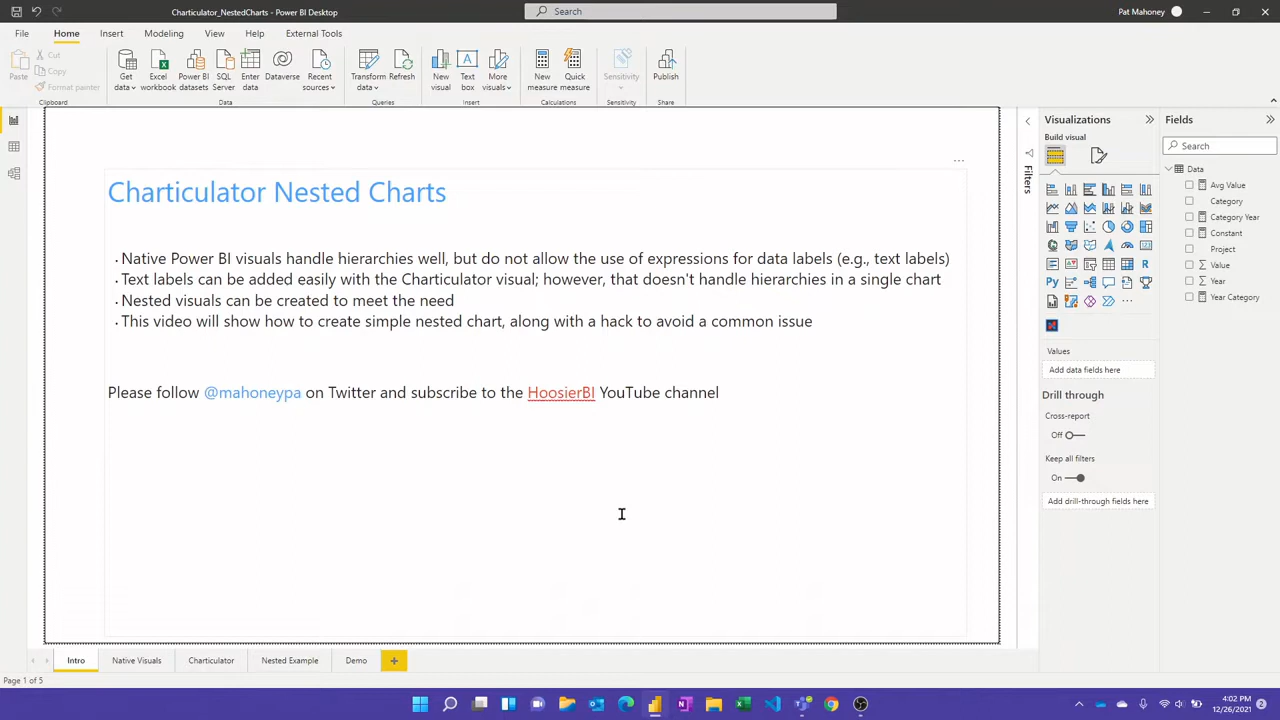 Charticulator_NestedCharts - Power BI Desktop
Search
Pat Mahoney
File Home Insert Modeling View Help External Tools
Paste
Cut
Copy
Format painter
Clipboard
Get data
Excel workbook
Power BI datasets
SQL Server
Enter data
Dataverse
Recent sources
Data
Transform data
Refresh
Queries
New visual
Text box
More visuals
Insert
New measure
Quick measure
Calculations
Sensitivity
Sensitivity
Publish
Share
Charticulator Nested Charts
· Native Power BI visuals handle hierarchies well, but do not allow the use of expressions for data labels (e.g., text labels)
· Text labels can be added easily with the Charticulator visual; however, that doesn't handle hierarchies in a single chart
· Nested visuals can be created to meet the need
· This video will show how to create simple nested chart, along with a hack to avoid a common issue
Please follow @mahoneypa on Twitter and subscribe to the HoosierBI YouTube channel
Filters
Visualizations
Build visual
Values
Add data fields here
Drill through
Cross-report
Off
Keep all filters
On
Add drill-through fields here
Fields
Search
Data
Avg Value
Category
Category Year
Constant
Project
Value
Year
Year Category
Intro Native Visuals Charticulator Nested Example Demo +
Page 1 of 5
4:02 PM
12/26/2021